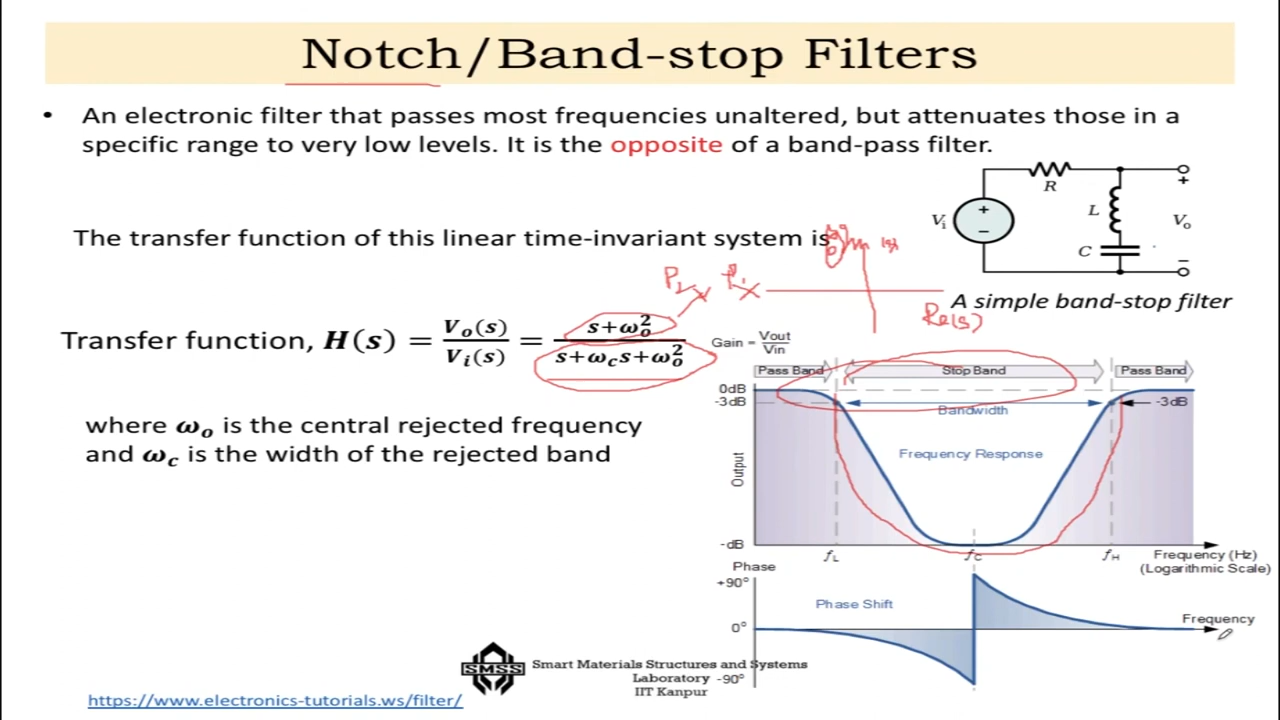 Notch/Band-stop Filters
• An electronic filter that passes most frequencies unaltered, but attenuates those in a
specific range to very low levels. It is the opposite of a band-pass filter.
R
L
C
Vi
+
−
+
Vo
−
The transfer function of this linear time-invariant system is
(s)
P2 P1
Re(s)
A simple band-stop filter
Transfer function, H(s) = Vo(s)/Vi(s) = s+ωo²/s+ωcs+ωo²
where ωo is the central rejected frequency
and ωc is the width of the rejected band
Gain = Vout/Vin
Pass Band
Stop Band
Pass Band
0dB
-3dB
-3dB
Bandwidth
Output
Frequency Response
-dB
fL
fC
fH
Frequency (Hz)
(Logarithmic Scale)
Phase
+90°
Phase Shift
0°
Frequency
-90°
SMSS
Smart Materials Structures and Systems
Laboratory
IIT Kanpur
https://www.electronics-tutorials.ws/filter/